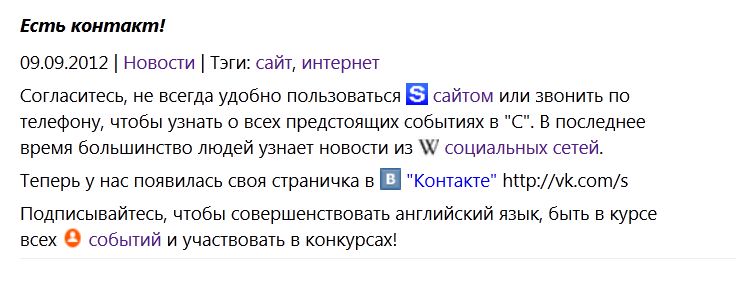 Есть контакт!
09.09.2012 | Новости | Тэги: сайт, интернет
Согласитесь, не всегда удобно пользоваться S сайтом или звонить по
телефону, чтобы узнать о всех предстоящих событиях в "С". В последнее
время большинство людей узнает новости из W социальных сетей.
Теперь у нас появилась своя страничка в B "Контакте" http://vk.com/s
Подписывайтесь, чтобы совершенствовать английский язык, быть в курсе
всех событий и участвовать в конкурсах!